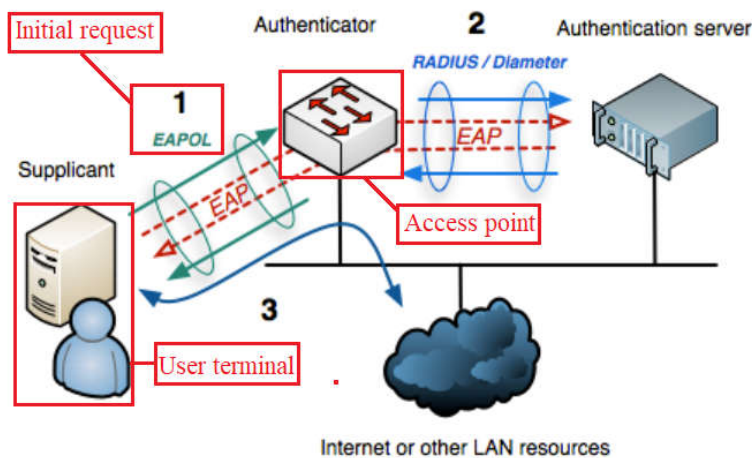 Initial request
Authenticator
2
Authentication server
RADIUS / Diameter
1
EAPOL
EAP
EAP
Supplicant
Access point
3
User terminal
Internet or other LAN resources